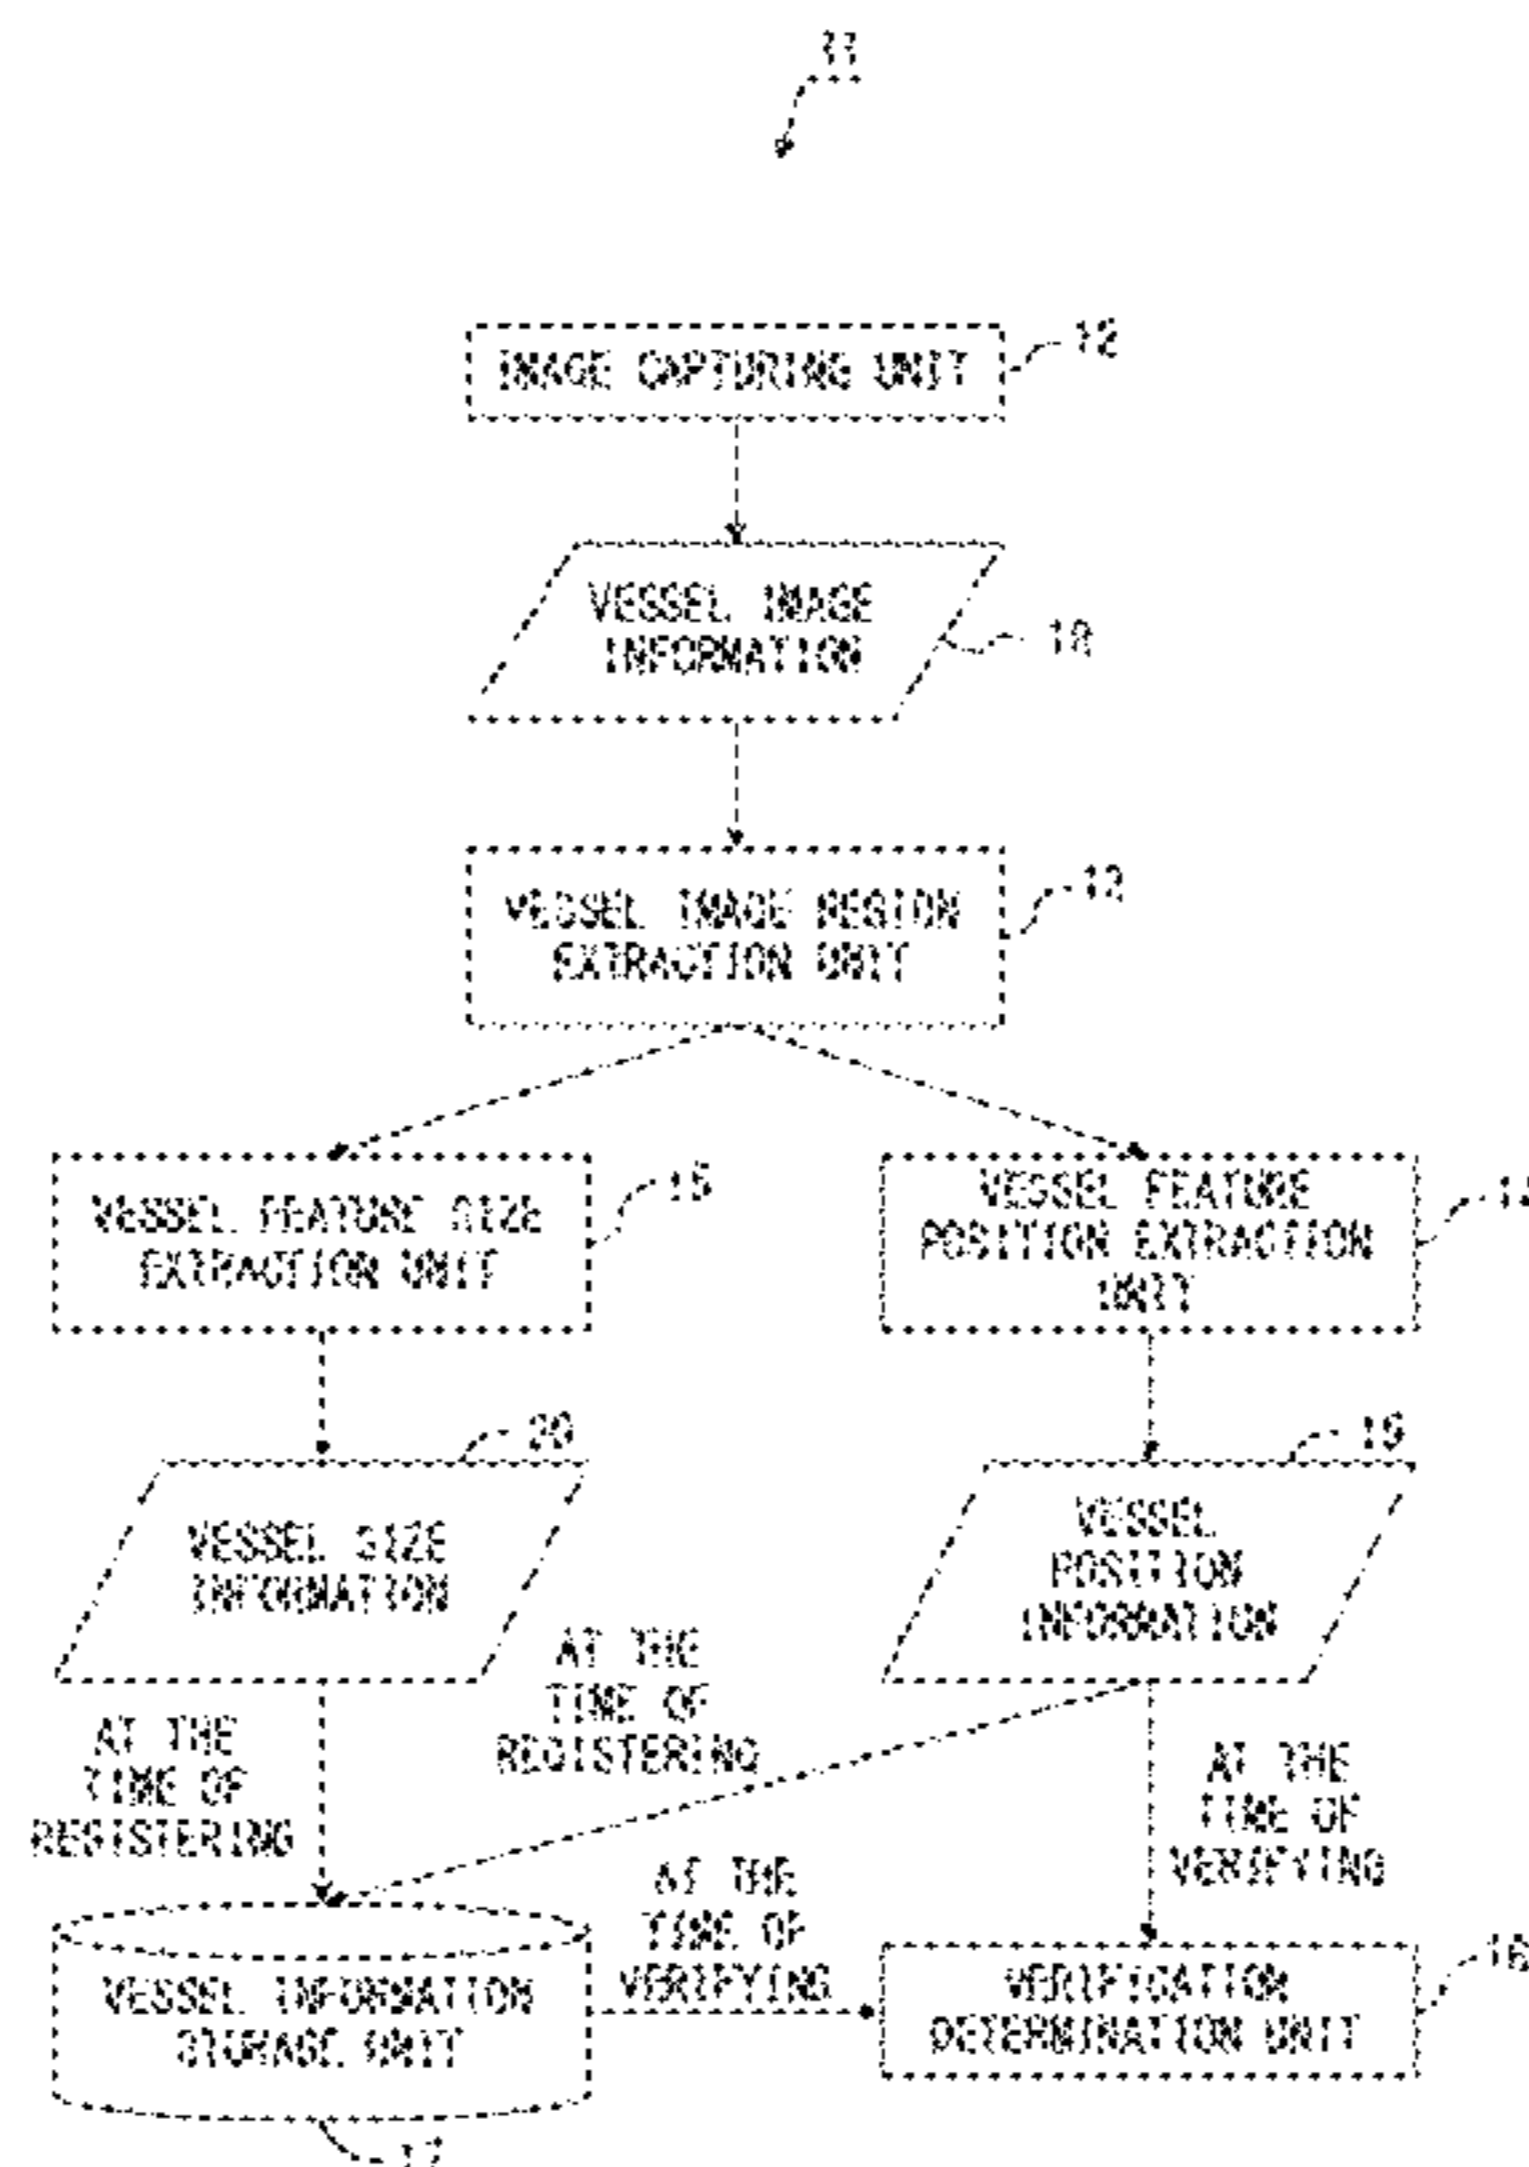 11
IMAGE CAPTURING UNIT
12
VESSEL IMAGE
INFORMATION
18
VESSEL IMAGE REGION
EXTRACTION UNIT
VESSEL FEATURE SIZE
EXTRACTION UNIT
15
VESSEL FEATURE
POSITION EXTRACTION
UNIT
20
VESSEL SIZE
INFORMATION
19
VESSEL
POSITION
INFORMATION
AT THE
TIME OF
REGISTERING
AT THE
TIME OF
REGISTERING
AT THE
TIME OF
VERIFYING
AT THE
TIME OF
VERIFYING
VESSEL INFORMATION
STORAGE UNIT
17
VERIFICATION
DETERMINATION UNIT
16